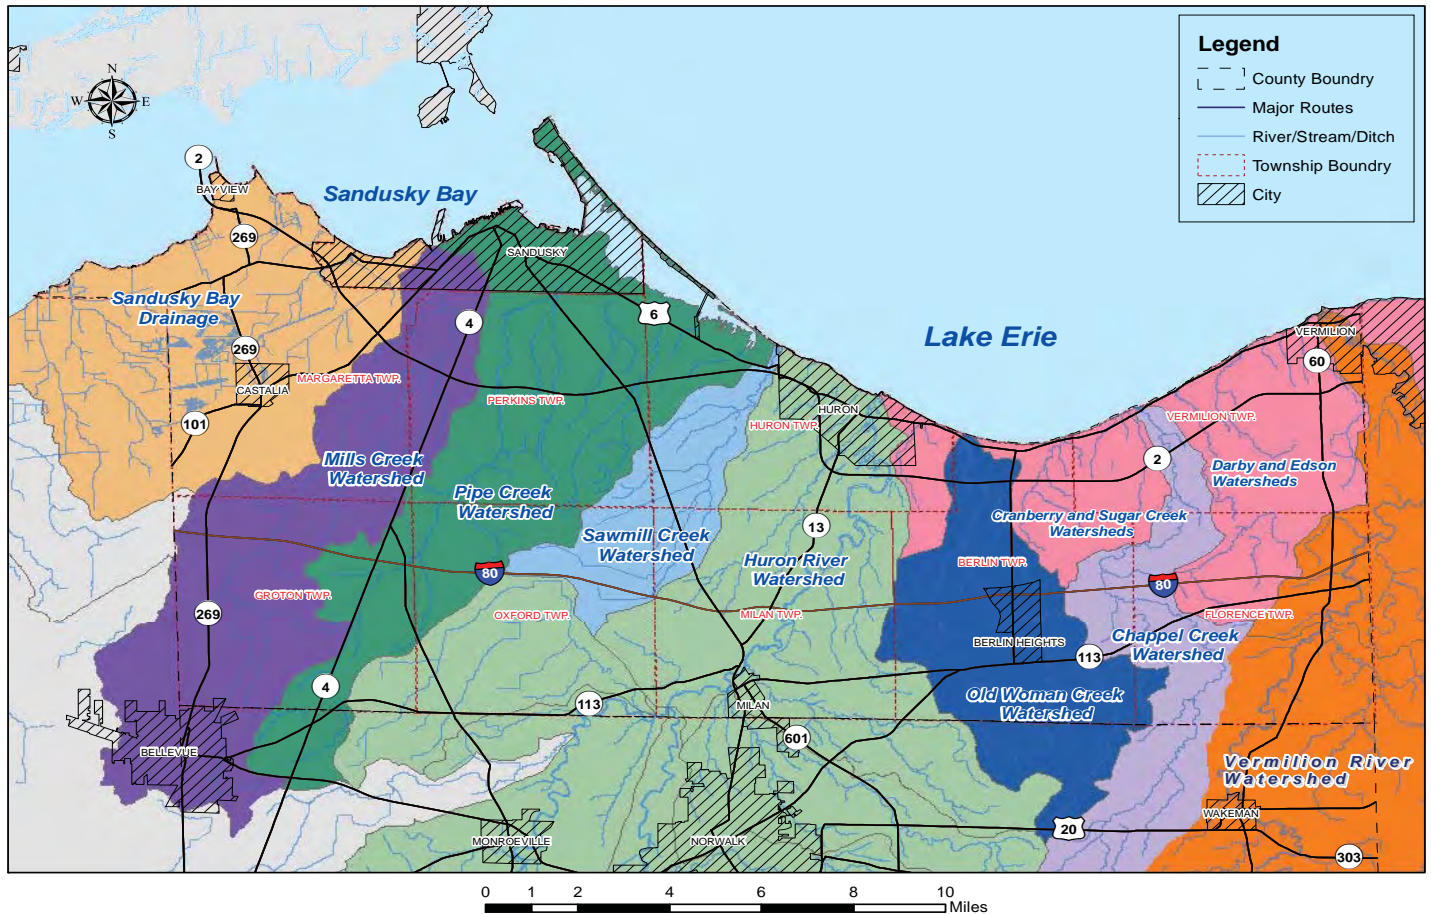 Legend
County Boundry
Major Routes
River/Stream/Ditch
Township Boundry
City
N
W
E
S
2
BAY VIEW
Sandusky Bay
269
SANDUSKY
Sandusky Bay
Drainage
4
6
Lake Erie
VERMILION
60
269
MARGARETTA TWP.
CASTALIA
PERKINS TWP.
101
HURON
HURON TWP.
VERMILION TWP.
2
Mills Creek
Watershed
Darby and Edson
Watersheds
Pipe Creek
Watershed
Cranberry and Sugar Creek
Watersheds
13
Sawmill Creek
Watershed
Huron River
Watershed
BERLIN TWP.
80
80
GROTON TWP.
269
OXFORD TWP.
MILAN TWP.
FLORENCE TWP.
BERLIN HEIGHTS
Chappel Creek
Watershed
113
4
Old Woman Creek
Watershed
113
MILAN
601
BELLEVUE
Vermilion River
Watershed
WAKEMAN
20
MONROEVILLE
NORWALK
303
0 1 2 4 6 8 10
Miles